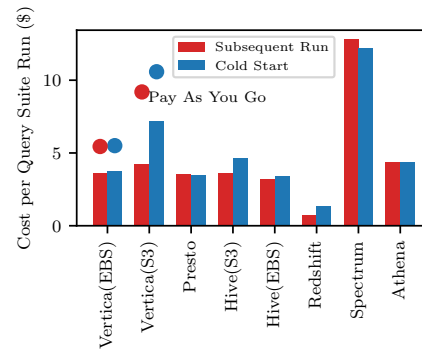 Cost per Query Suite Run ($)
10
5
0
Subsequent Run
Cold Start
Pay As You Go
Vertica(EBS)
Vertica(S3)
Presto
Hive(S3)
Hive(EBS)
Redshift
Spectrum
Athena